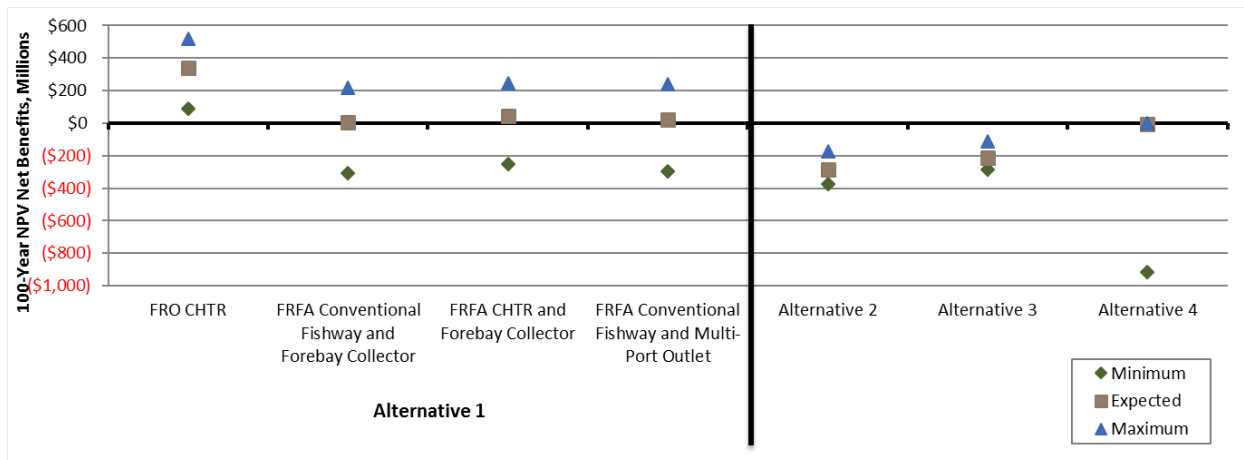 100-Year NPV Net Benefits, Millions
$600
$400
$200
$0
($200)
($400)
($600)
($800)
($1,000)
FRO CHTR
FRFA Conventional
Fishway and
Forebay Collector
FRFA CHTR and
Forebay Collector
FRFA Conventional
Fishway and Multi-
Port Outlet
Alternative 2
Alternative 3
Alternative 4
Alternative 1
Minimum
Expected
Maximum